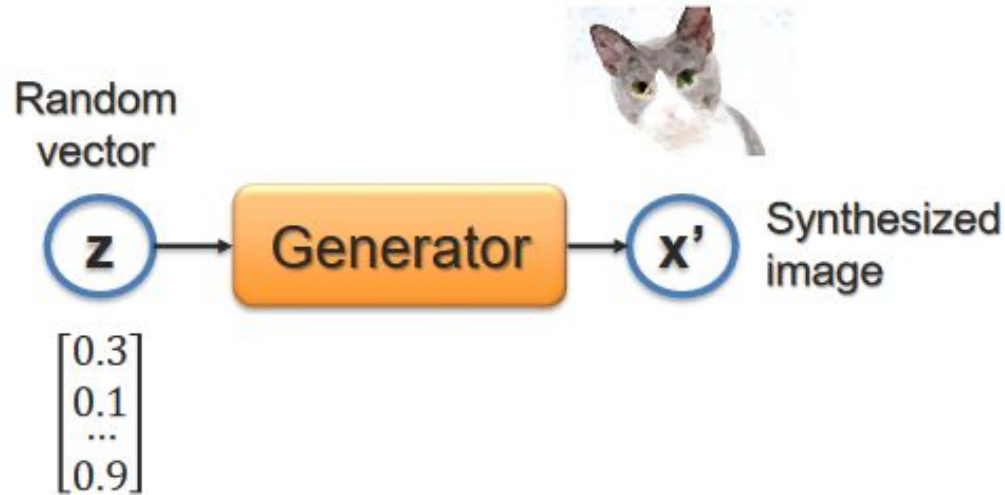 Random
vector
z
Generator
x’
Synthesized
image
0.3
0.1
...
0.9